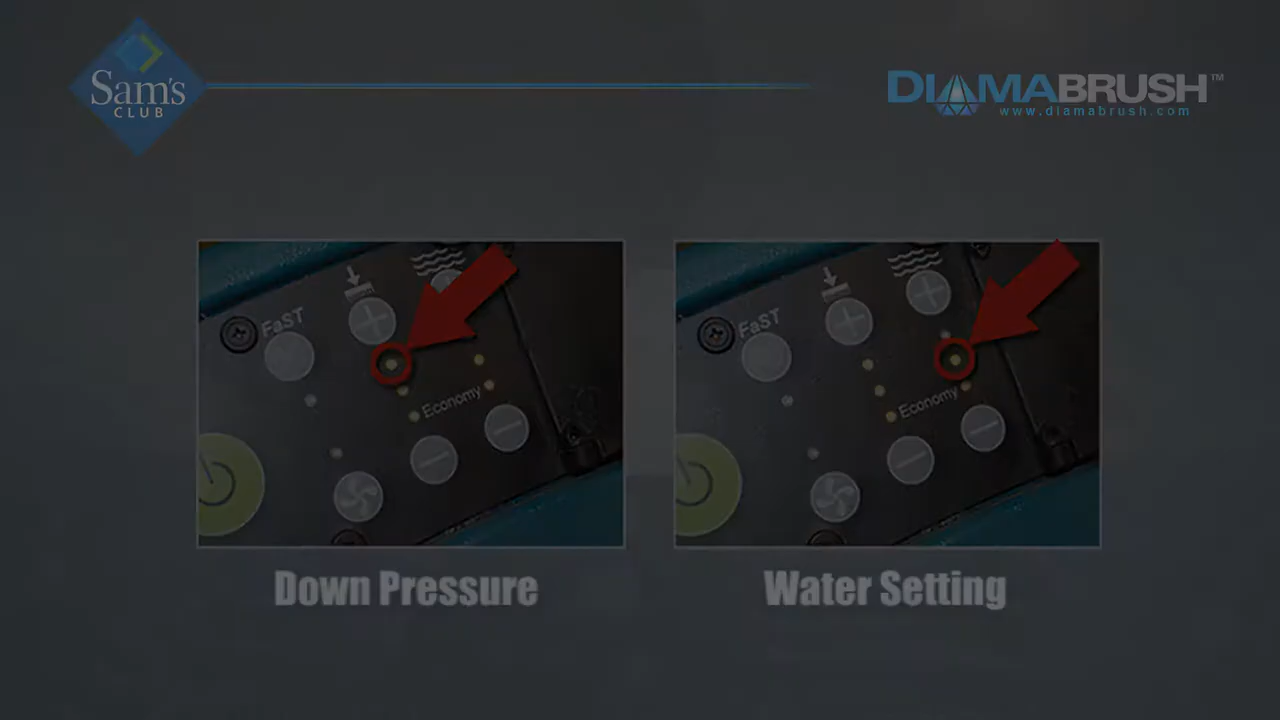 Sam's
CLUB
DIAMABRUSH™
www.diamabrush.com
FaST
Economy
FaST
Economy
Down Pressure
Water Setting